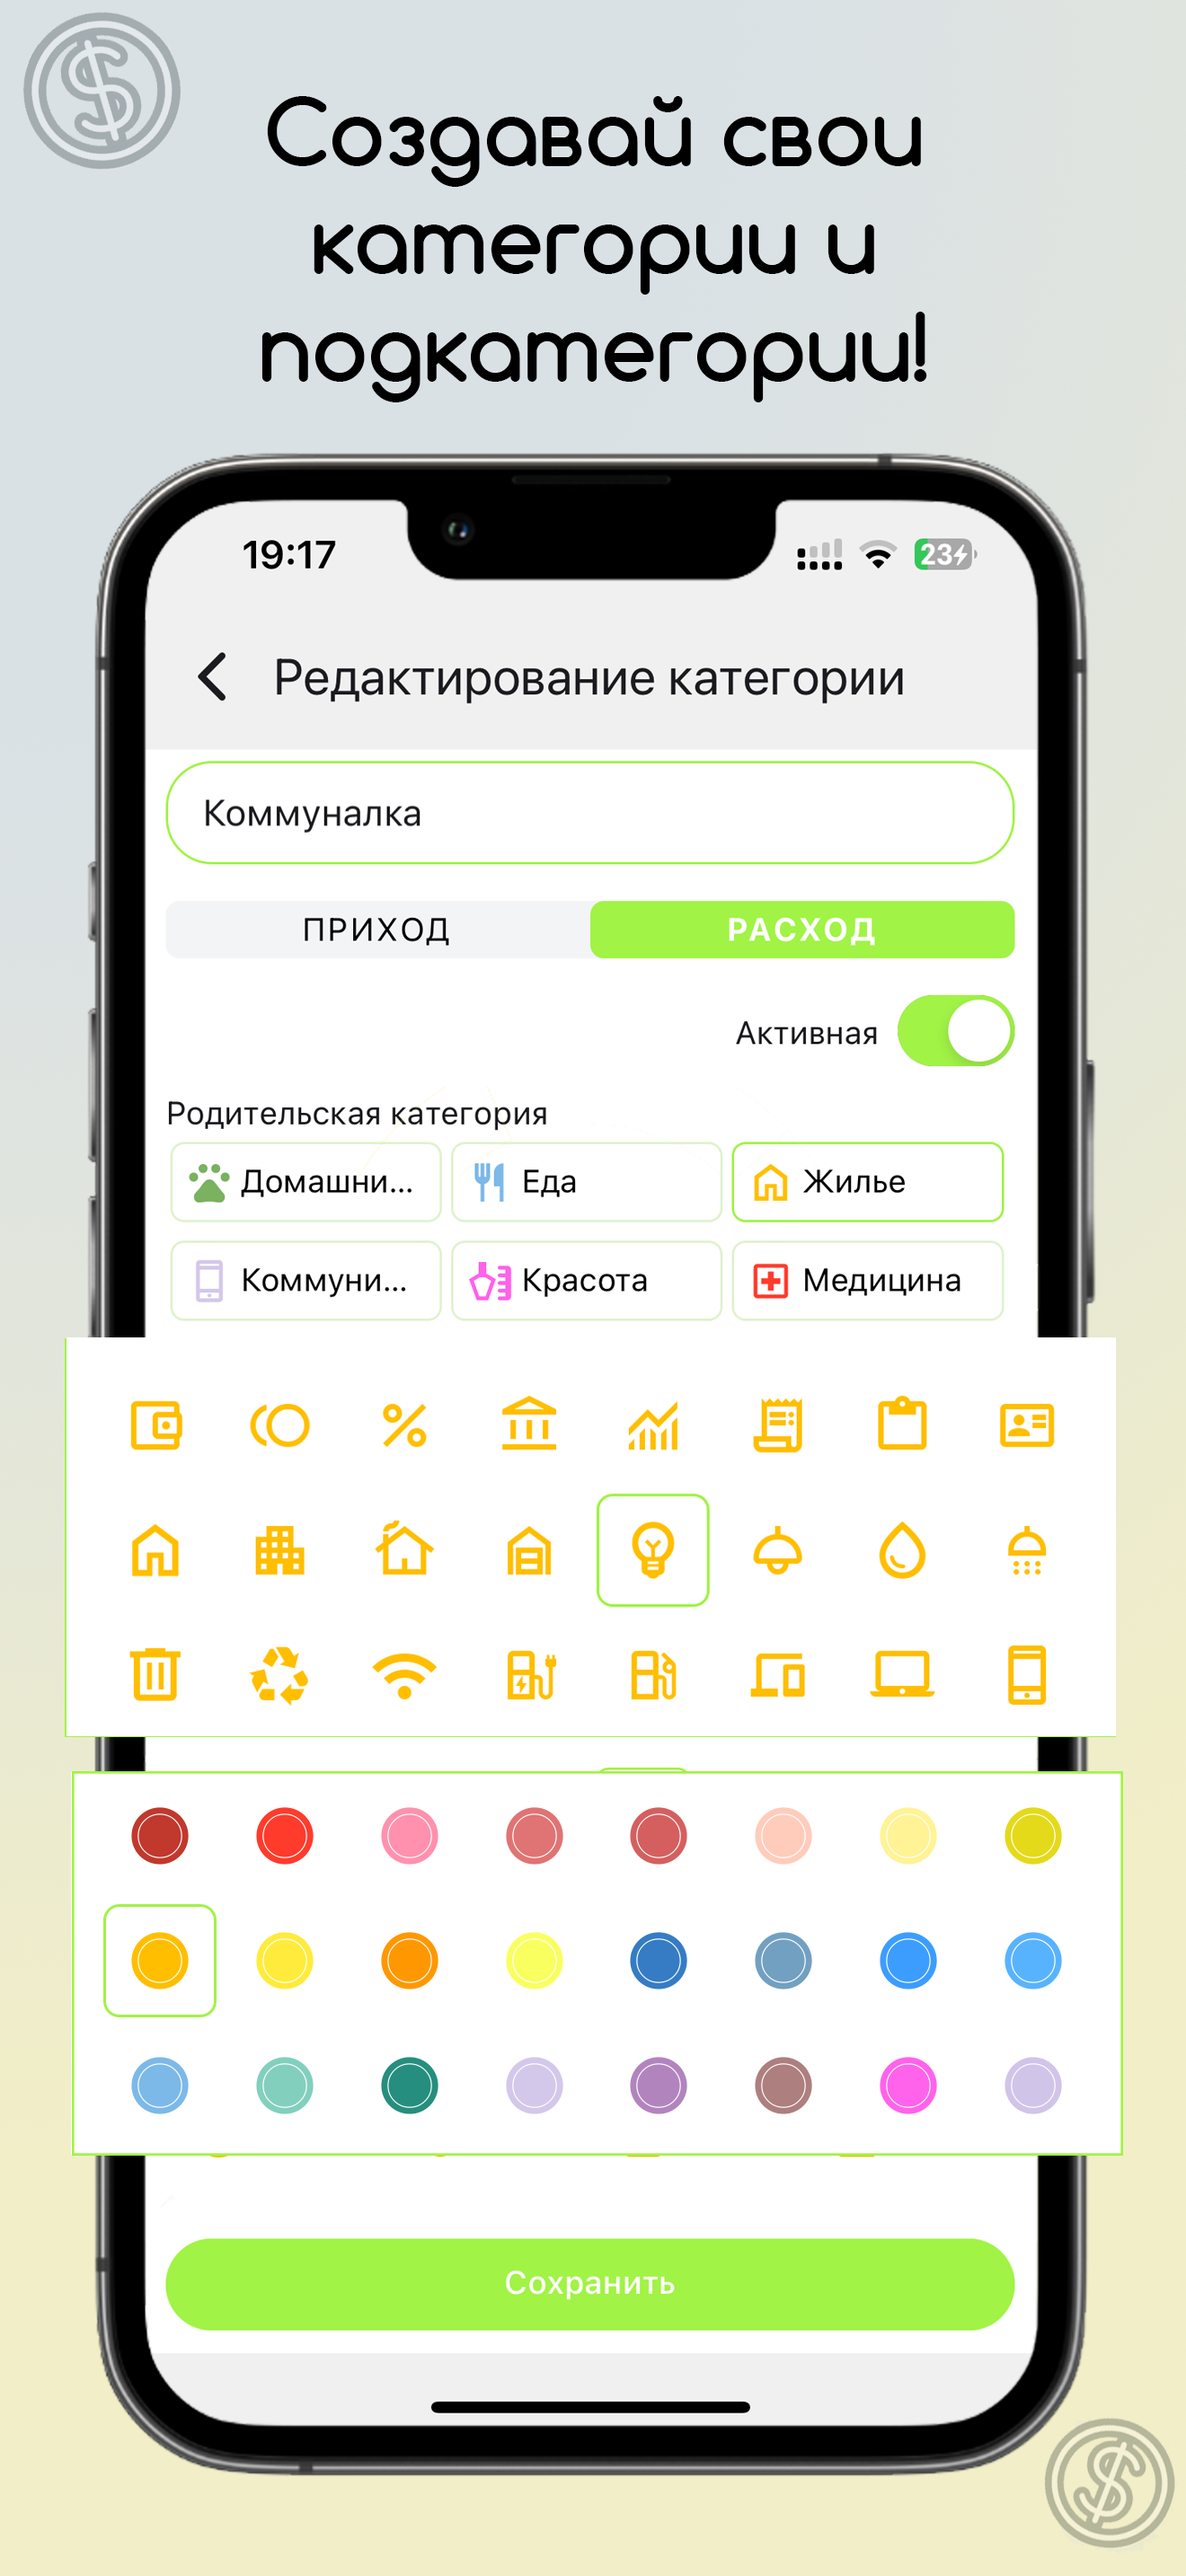 Создавай свои
категории и
подкатегории!
19:17
23
Редактирование категории
Коммуналка
ПРИХОД РАСХОД
Активная
Родительская категория
Домашни... Еда Жилье
Коммуни... Красота Медицина
Сохранить